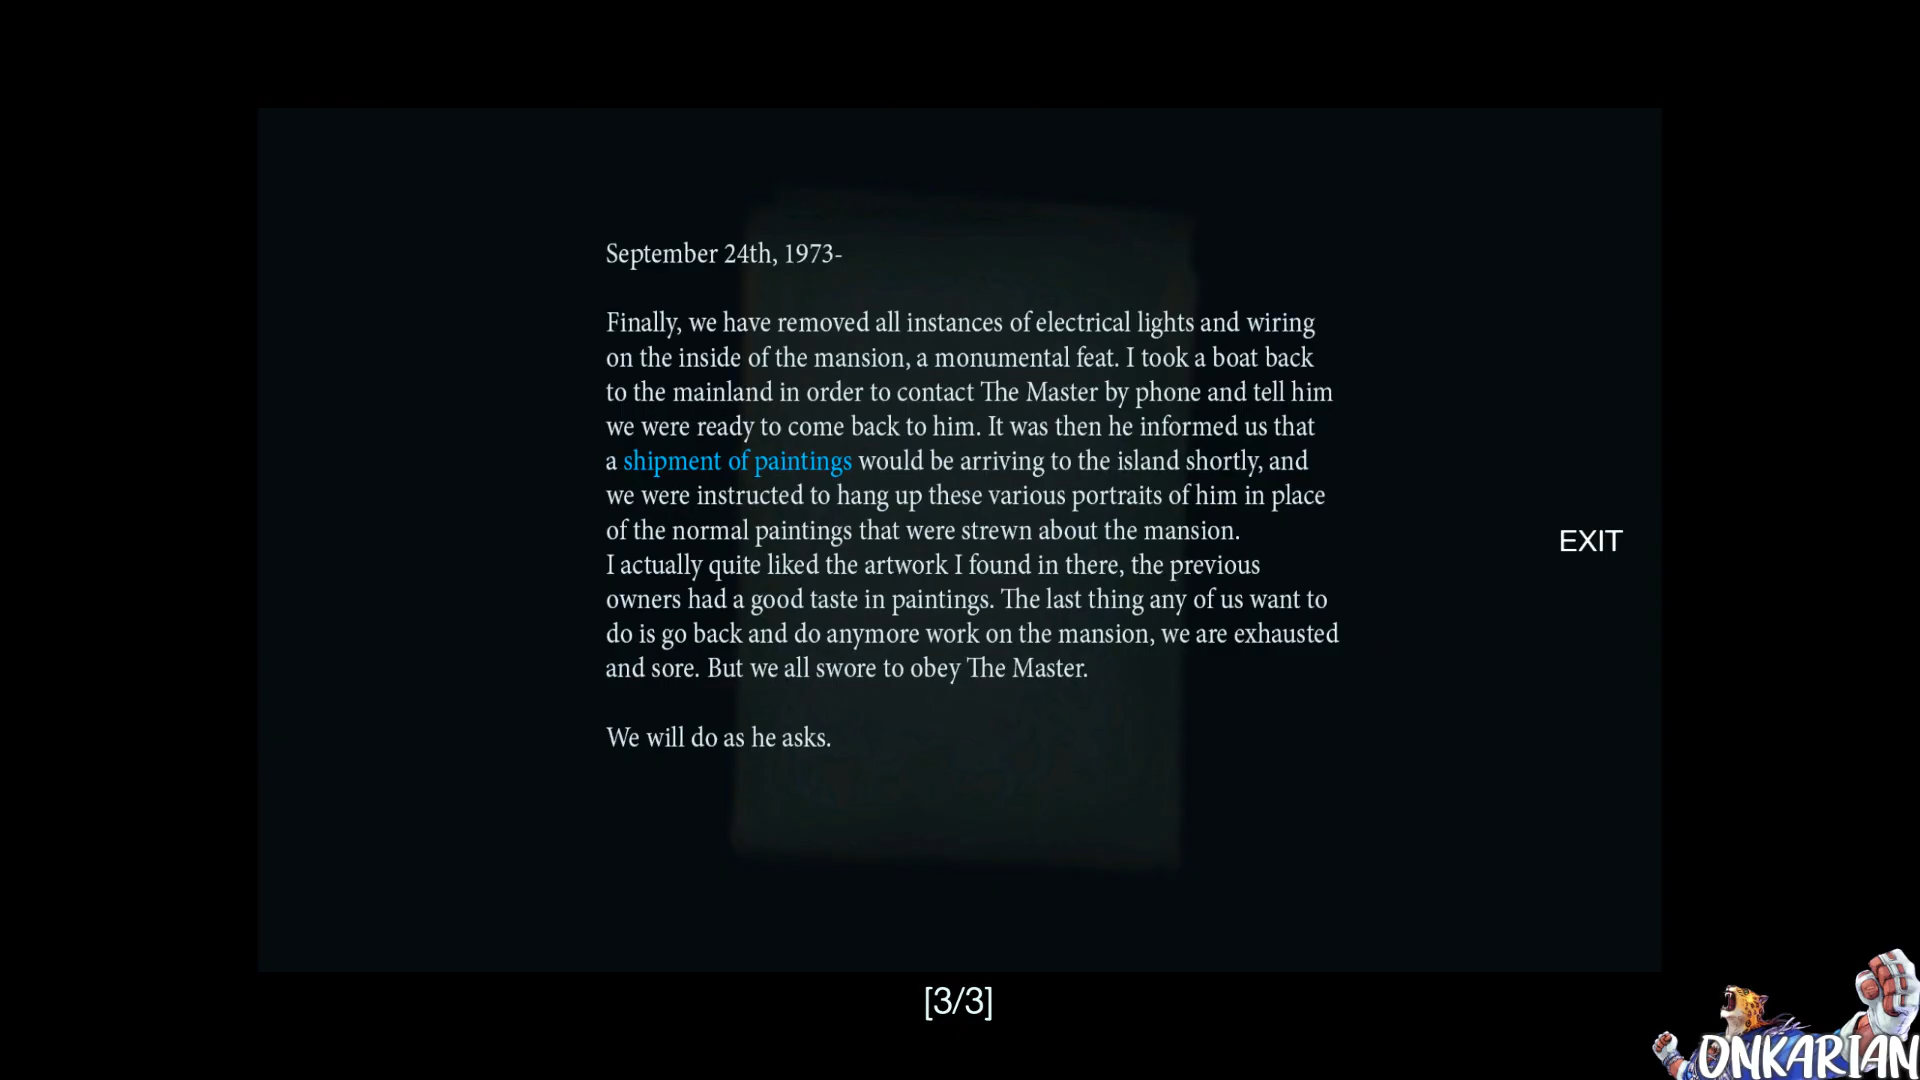 September 24th, 1973-
Finally, we have removed all instances of electrical lights and wiring
on the inside of the mansion, a monumental feat. I took a boat back
to the mainland in order to contact The Master by phone and tell him
we were ready to come back to him. It was then he informed us that
a shipment of paintings would be arriving to the island shortly, and
we were instructed to hang up these various portraits of him in place
of the normal paintings that were strewn about the mansion.
I actually quite liked the artwork I found in there, the previous
owners had a good taste in paintings. The last thing any of us want to
do is go back and do anymore work on the mansion, we are exhausted
and sore. But we all swore to obey The Master.
We will do as he asks.
EXIT
[3/3]
ONKARIAN